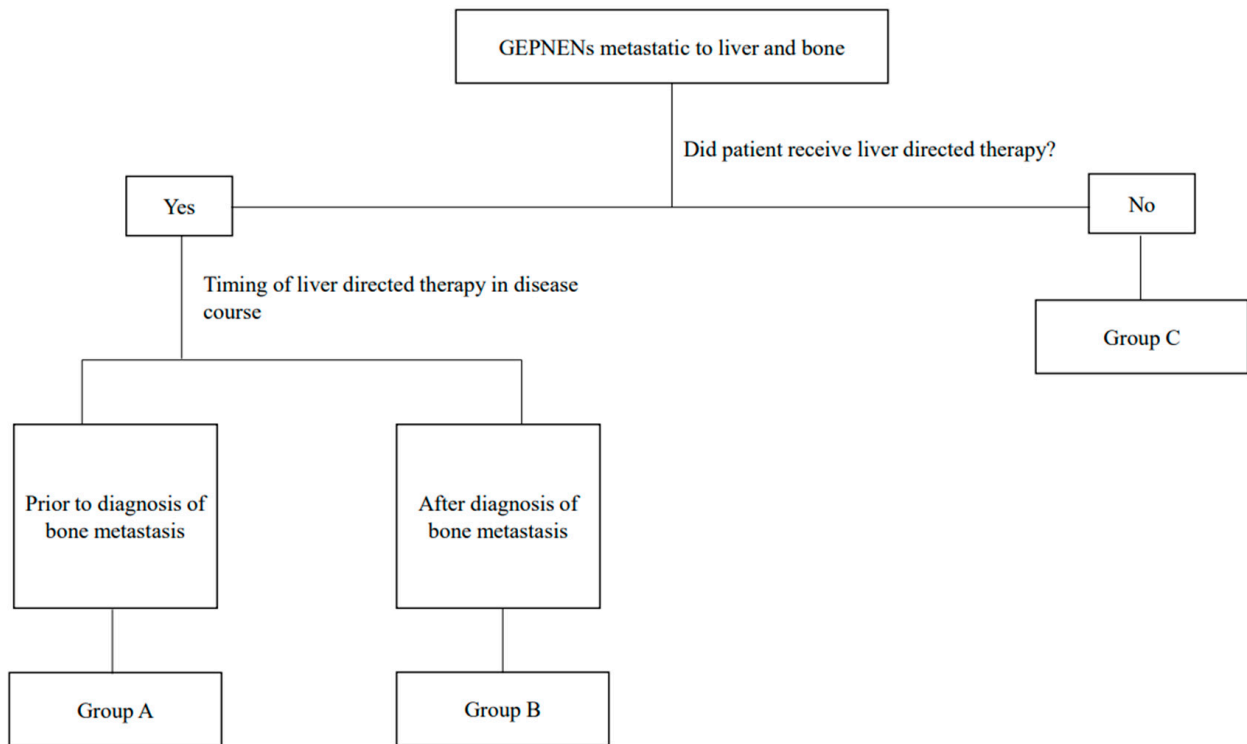 GEPNENs metastatic to liver and bone
Did patient receive liver directed therapy?
Yes
No
Timing of liver directed therapy in disease
course
Group C
Prior to diagnosis of
bone metastasis
After diagnosis of
bone metastasis
Group A
Group B